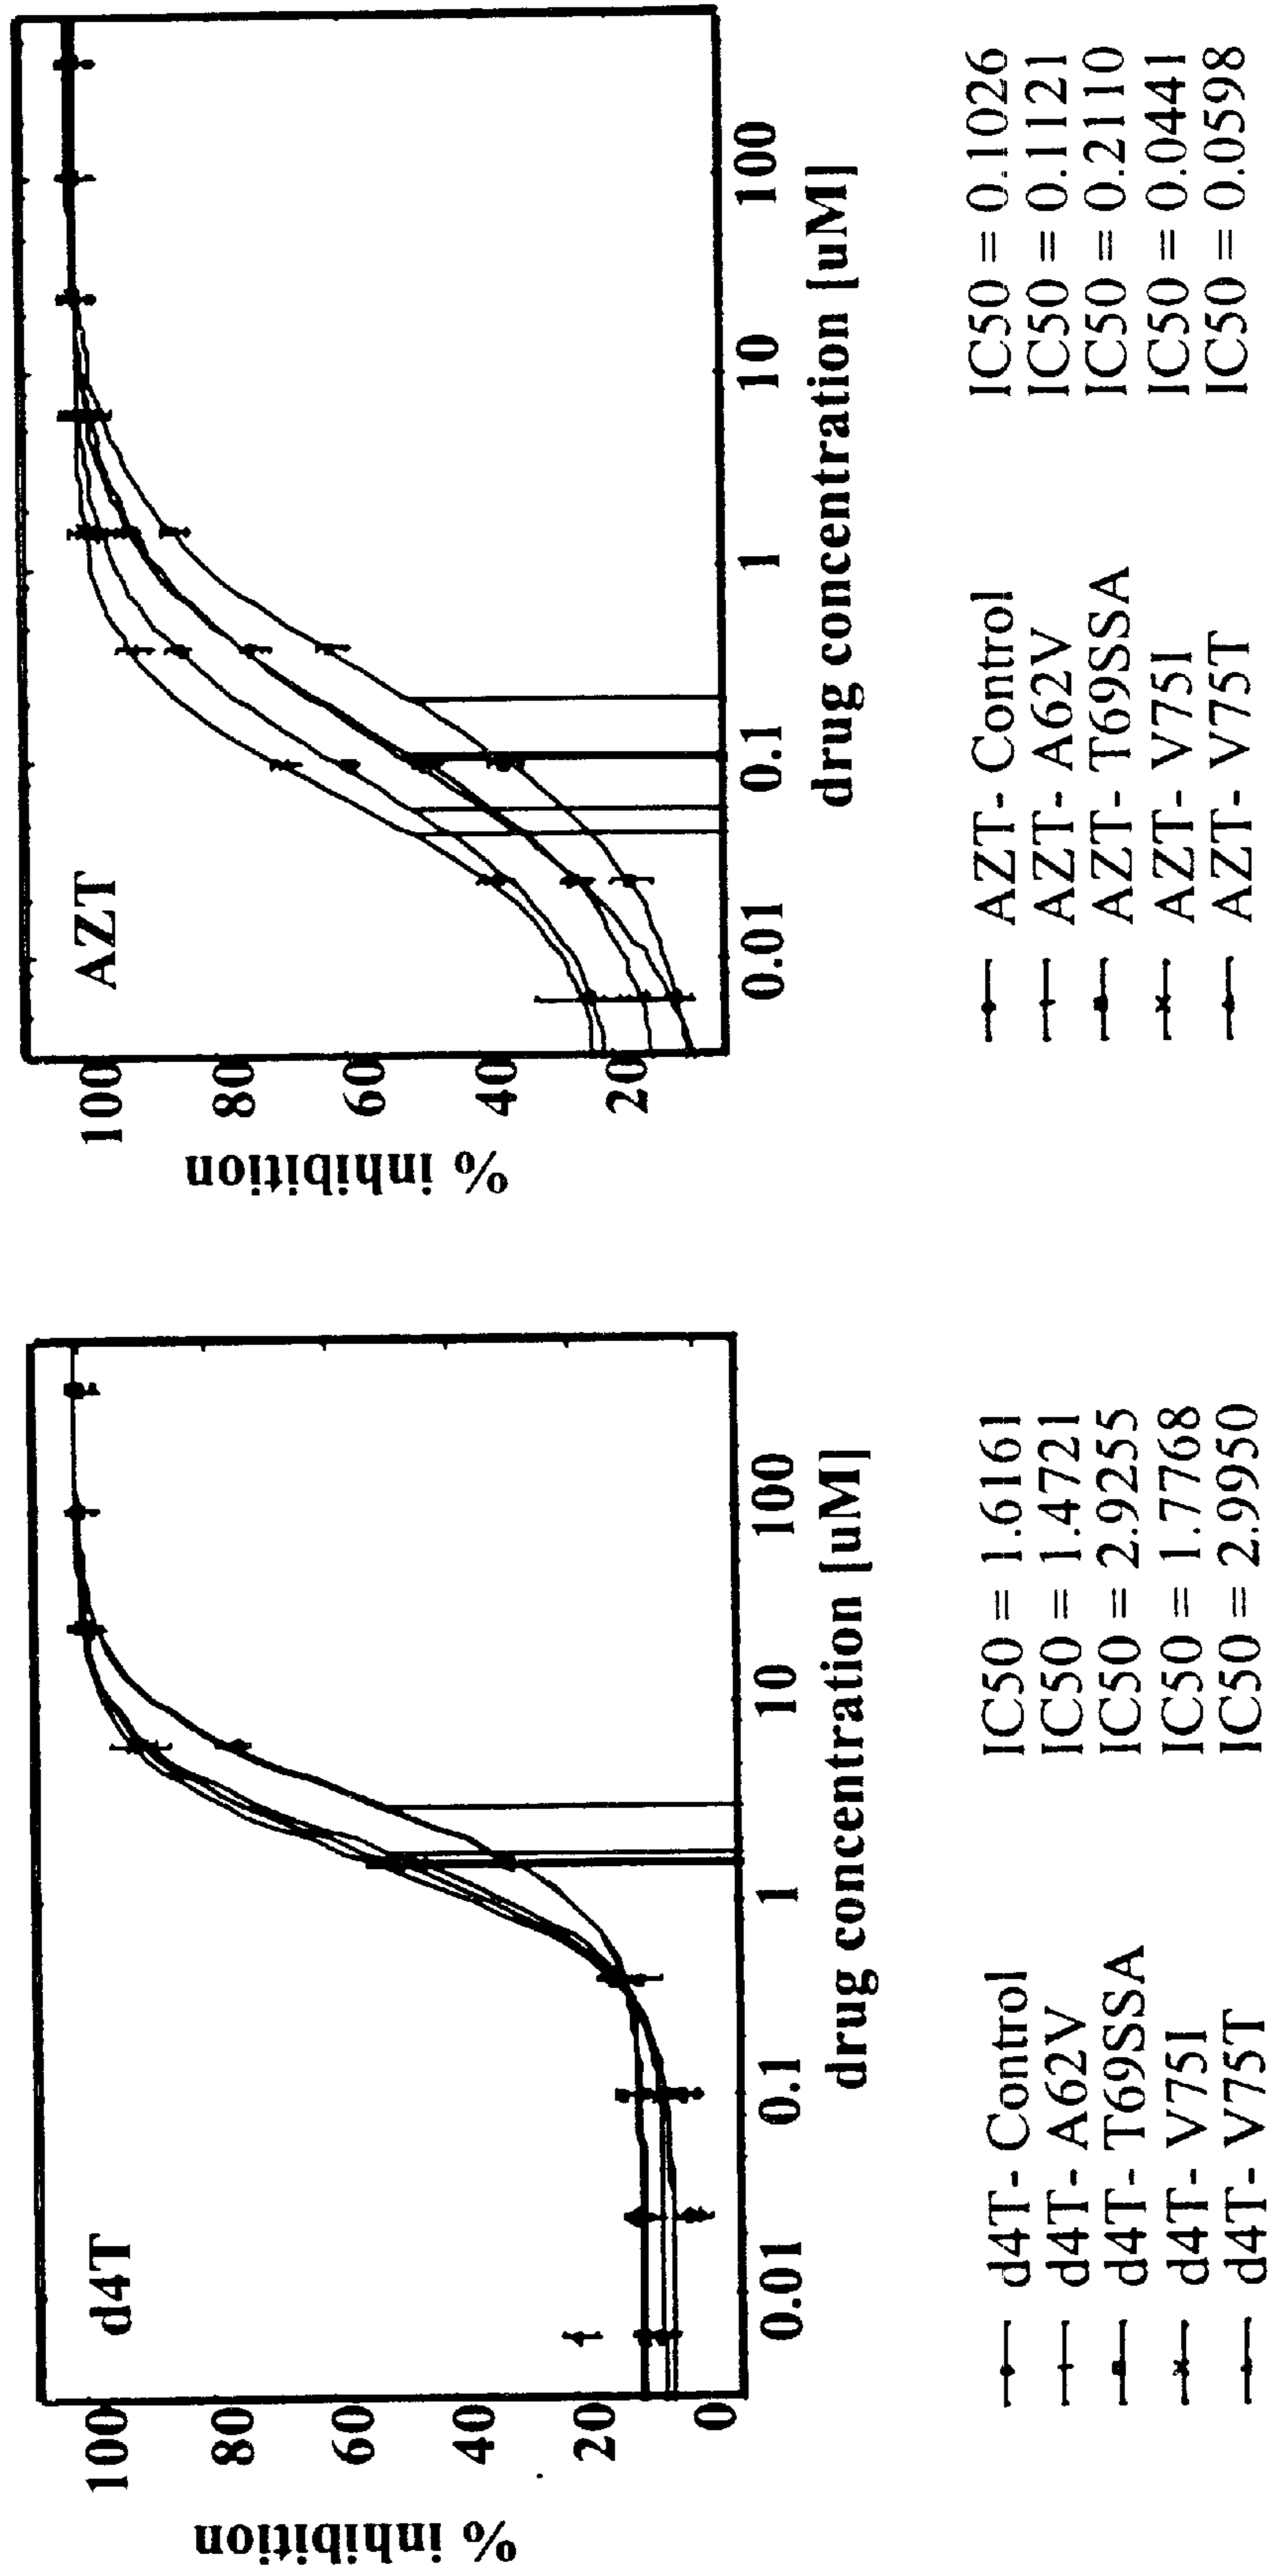 d4T
% inhibition
100
80
60
40
20
0
0.01
0.1
1
10
100
drug concentration [uM]
d4T- Control IC50 = 1.6161
d4T- A62V IC50 = 1.4721
d4T- T69SSA IC50 = 2.9255
d4T- V75I IC50 = 1.7768
d4T- V75T IC50 = 2.9950
AZT
% inhibition
100
80
60
40
20
0.01
0.1
1
10
100
drug concentration [uM]
AZT- Control IC50 = 0.1026
AZT- A62V IC50 = 0.1121
AZT- T69SSA IC50 = 0.2110
AZT- V75I IC50 = 0.0441
AZT- V75T IC50 = 0.0598